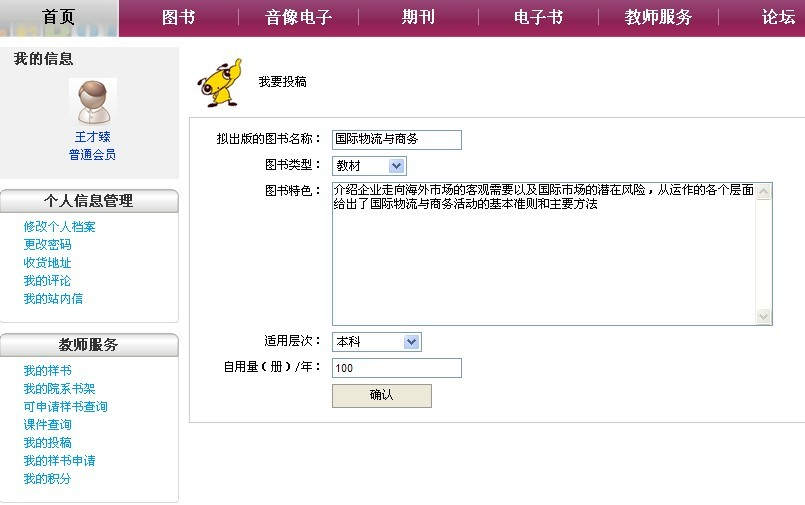 首页 图书 音像电子 期刊 电子书 教师服务 论坛
我的信息
王才臻
普通会员
个人信息管理
修改个人档案
更改密码
收货地址
我的评论
我的站内信
教师服务
我的样书
我的院系书架
可申请样书查询
课件查询
我的投稿
我的样书申请
我的积分
我要投稿
拟出版的图书名称： 国际物流与商务
图书类型： 教材
图书特色： 介绍企业走向海外市场的客观需要以及国际市场的潜在风险，从运作的各个层面
给出了国际物流与商务活动的基本准则和主要方法
适用层次： 本科
自用量（册）/年： 100
确认